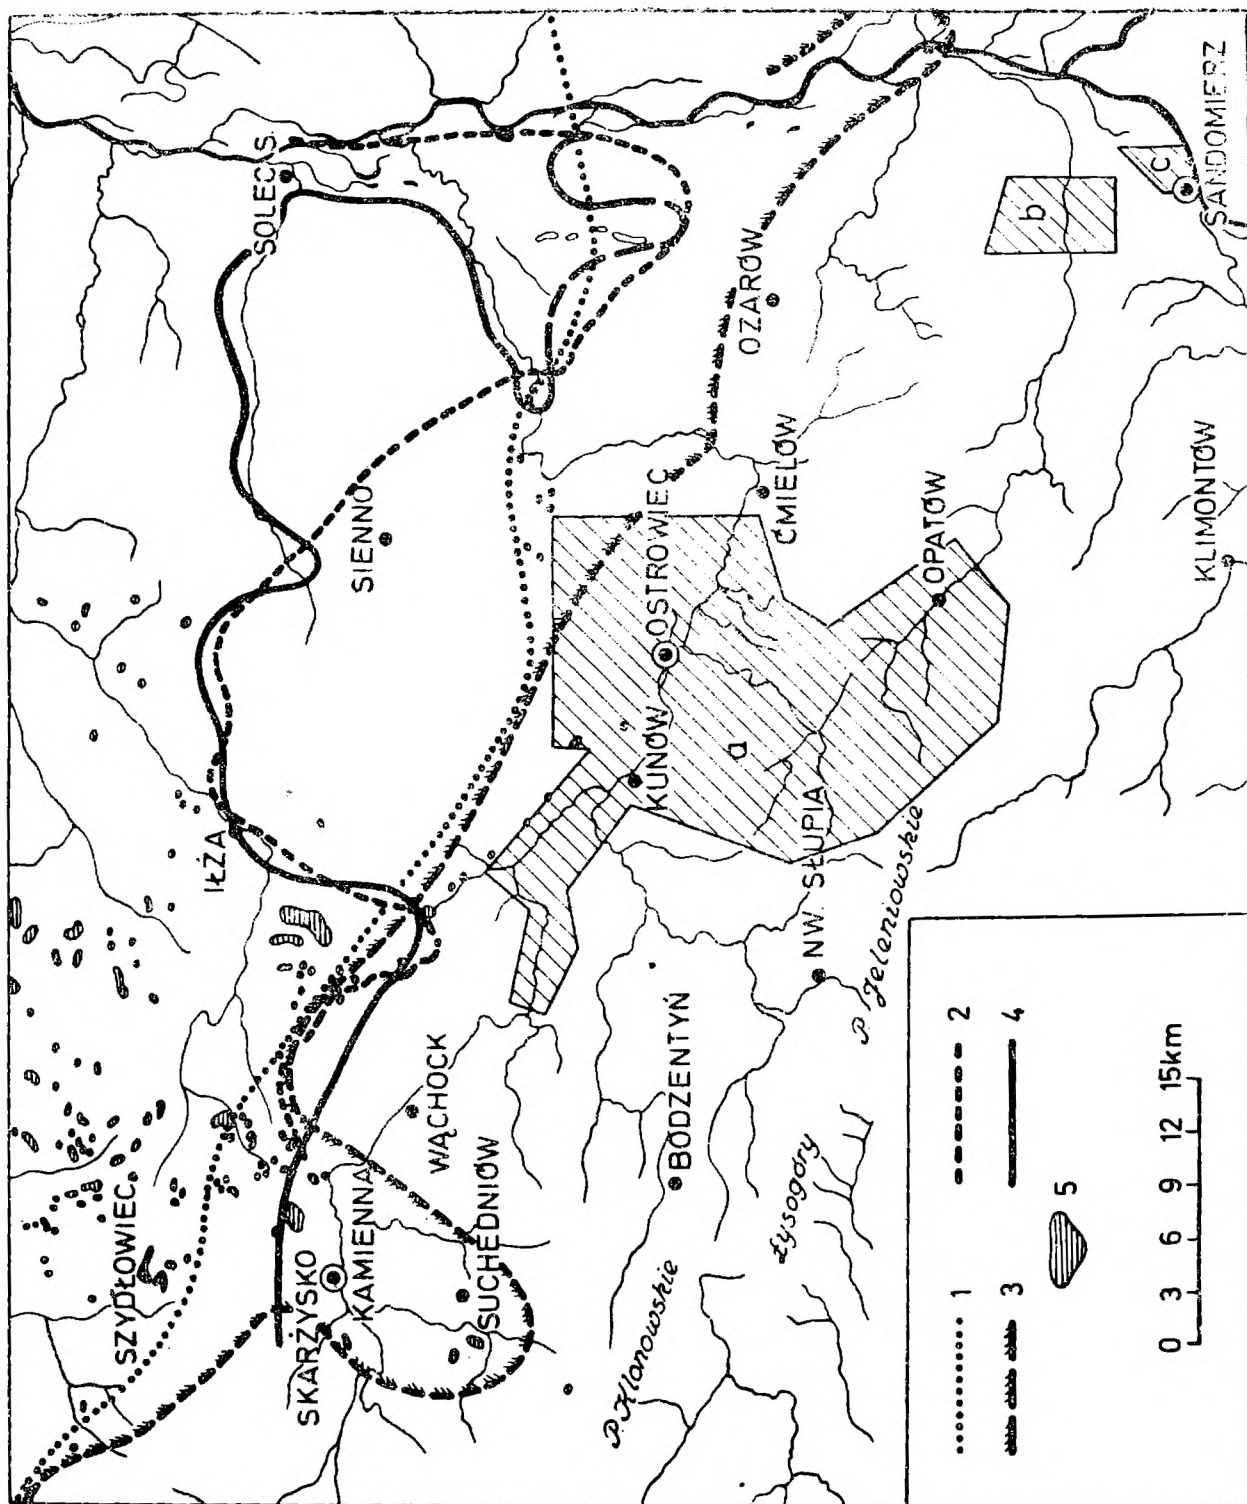 SZYDŁOWIEC
IŁŻA
SOLEC S.
SKARŻYSKO
KAMIENNA
SIENNO
WĄCHOCK
SUCHEDNIÓW
P. Klonowskie
KUNÓW
OSTROWIEC
BODZENTYŃ
a
OZARÓW
ĆMIELÓW
Łysogóry
NW. SŁUPIA
P. Jeleniowskie
OPATÓW
b
c
KLIMONTÓW
SANDOMIERZ
1 2
3 4
5
0 3 6 9 12 15km